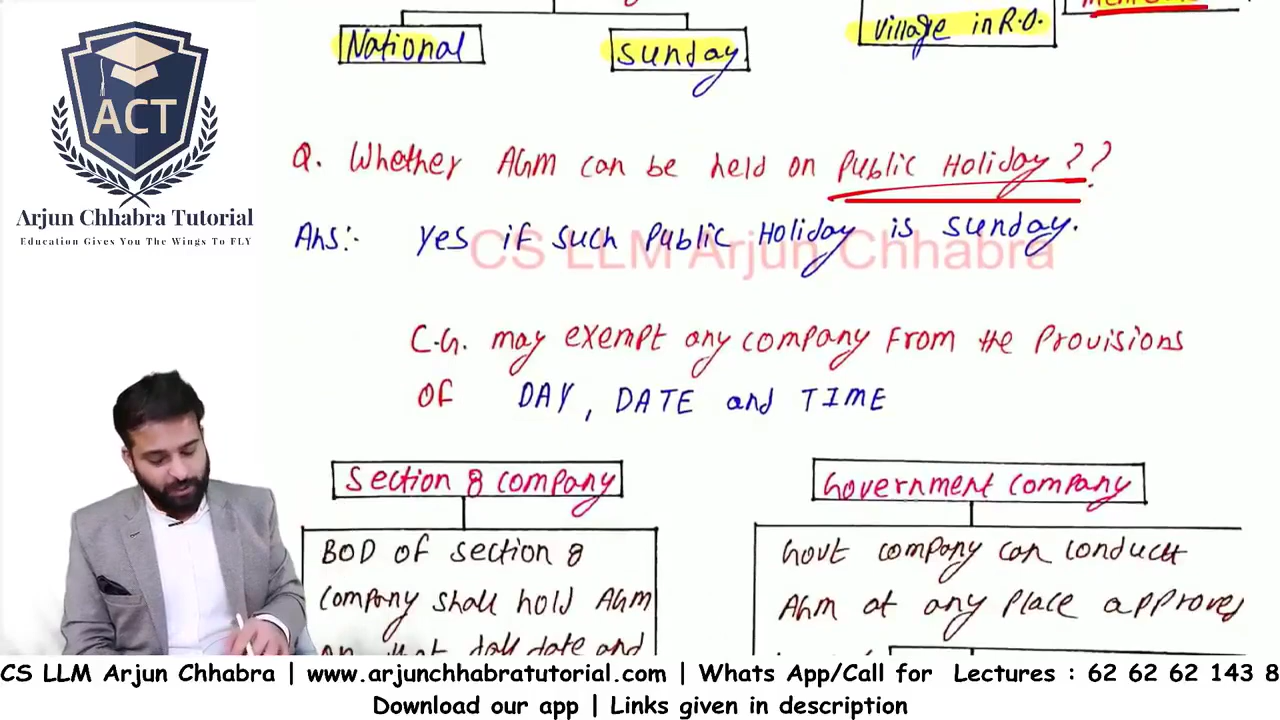 National
Sunday
village in R.O.
ACT
Arjun Chhabra Tutorial
Education Gives You The Wings To FLY
Q. Whether AGM can be held on Public Holiday ??
Ans:- Yes if such Public Holiday is Sunday.
CS LLM Arjun Chhabra
C.G. may exempt any company From the Provisions
OF DAY, DATE and TIME
Section 8 company
Government company
BOD OF Section 8
company shall hold AGM
date and
Govt company can conduct
AGM at any Place approved
CS LLM Arjun Chhabra | www.arjunchhabratutorial.com | Whats App/Call for Lectures : 62 62 62 143 8
Download our app | Links given in description